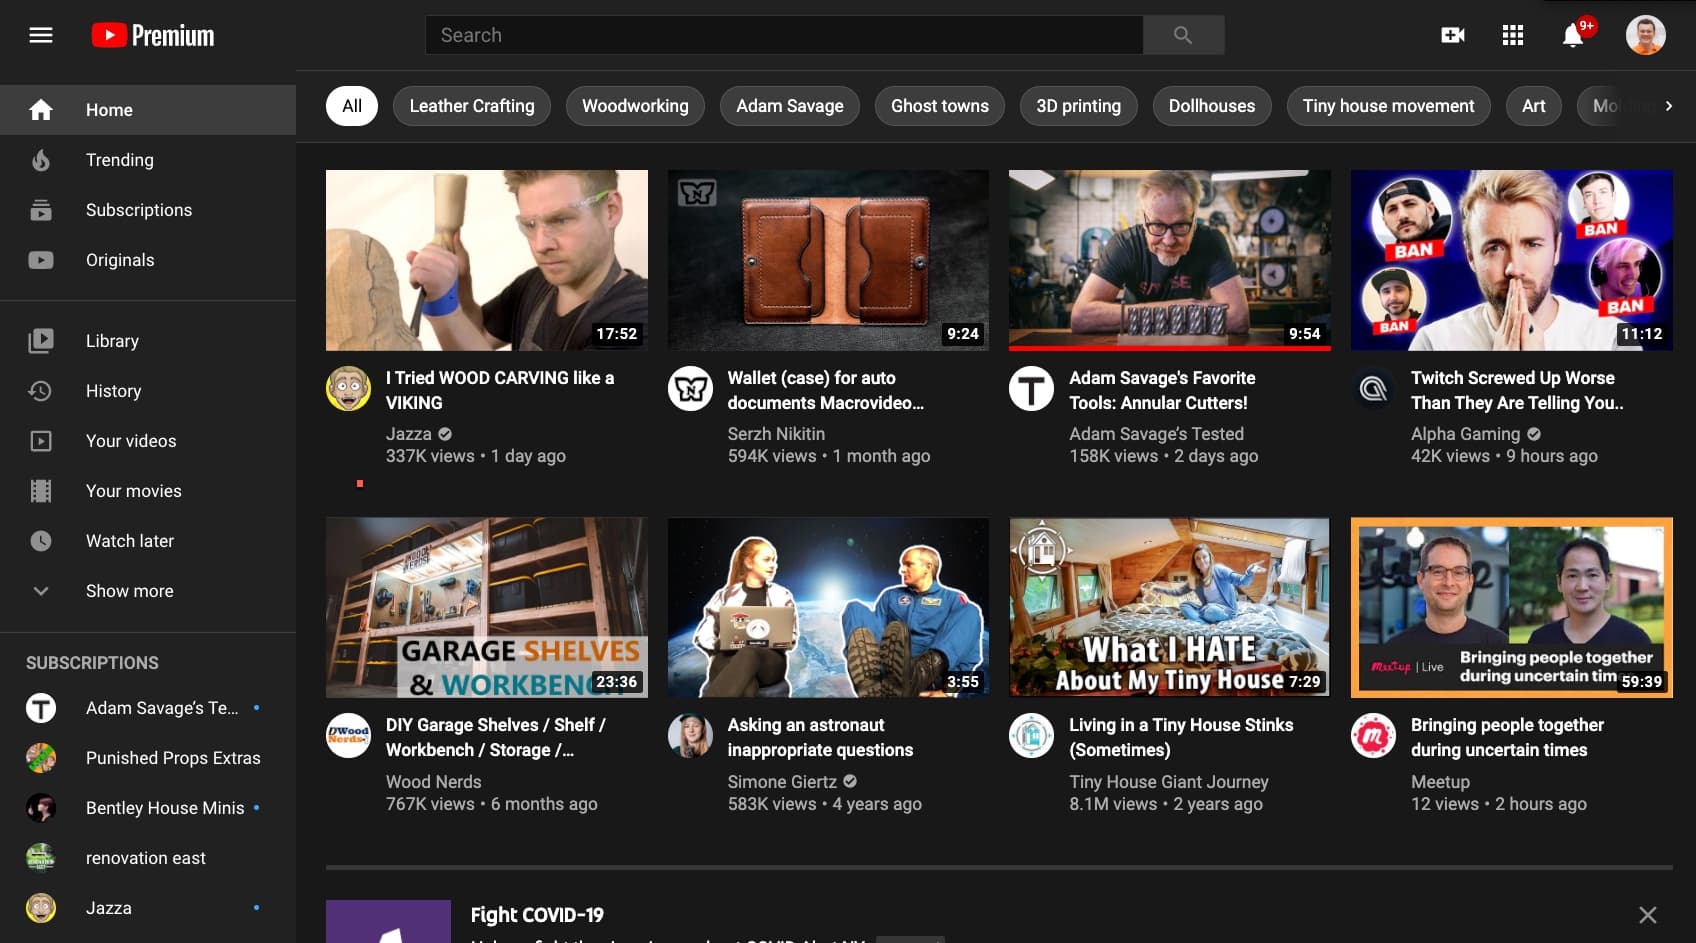 Premium
Search
9+
Home
Trending
Subscriptions
Originals
Library
History
Your videos
Your movies
Watch later
Show more
SUBSCRIPTIONS
Adam Savage's Te...
Punished Props Extras
Bentley House Minis
renovation east
Jazza
All
Leather Crafting
Woodworking
Adam Savage
Ghost towns
3D printing
Dollhouses
Tiny house movement
Art
17:52
I Tried WOOD CARVING like a
VIKING
Jazza
337K views • 1 day ago
N
9:24
Wallet (case) for auto
documents Macrovideo...
Serzh Nikitin
594K views • 1 month ago
9:54
T
Adam Savage's Favorite
Tools: Annular Cutters!
Adam Savage's Tested
158K views • 2 days ago
BAN
BAN
BAN
BAN
11:12
Twitch Screwed Up Worse
Than They Are Telling You..
Alpha Gaming
42K views • 9 hours ago
GARAGE SHELVES
& WORKBENCH
23:36
DIY Garage Shelves / Shelf /
Workbench / Storage /...
Wood Nerds
767K views • 6 months ago
3:55
Asking an astronaut
inappropriate questions
Simone Giertz
583K views • 4 years ago
What I HATE
About My Tiny House
7:29
Living in a Tiny House Stinks
(Sometimes)
Tiny House Giant Journey
8.1M views • 2 years ago
Meetup | Live
Bringing people together
during uncertain tim
59:39
m
Bringing people together
during uncertain times
Meetup
12 views • 2 hours ago
Fight COVID-19